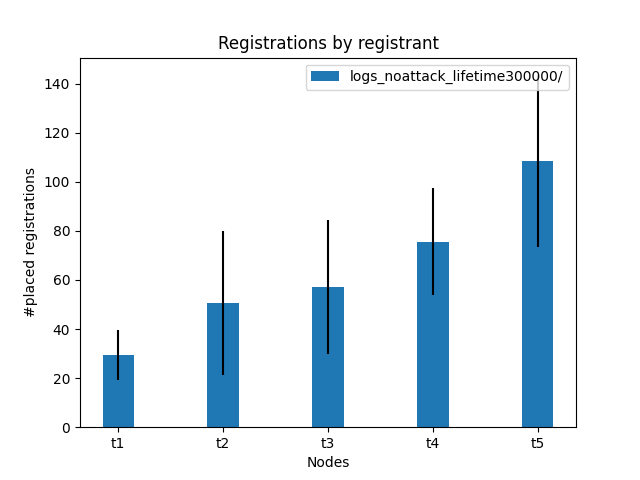 Registrations by registrant
logs_noattack_lifetime300000/
#placed registrations
140
120
100
80
60
40
20
0
t1 t2 t3 t4 t5
Nodes